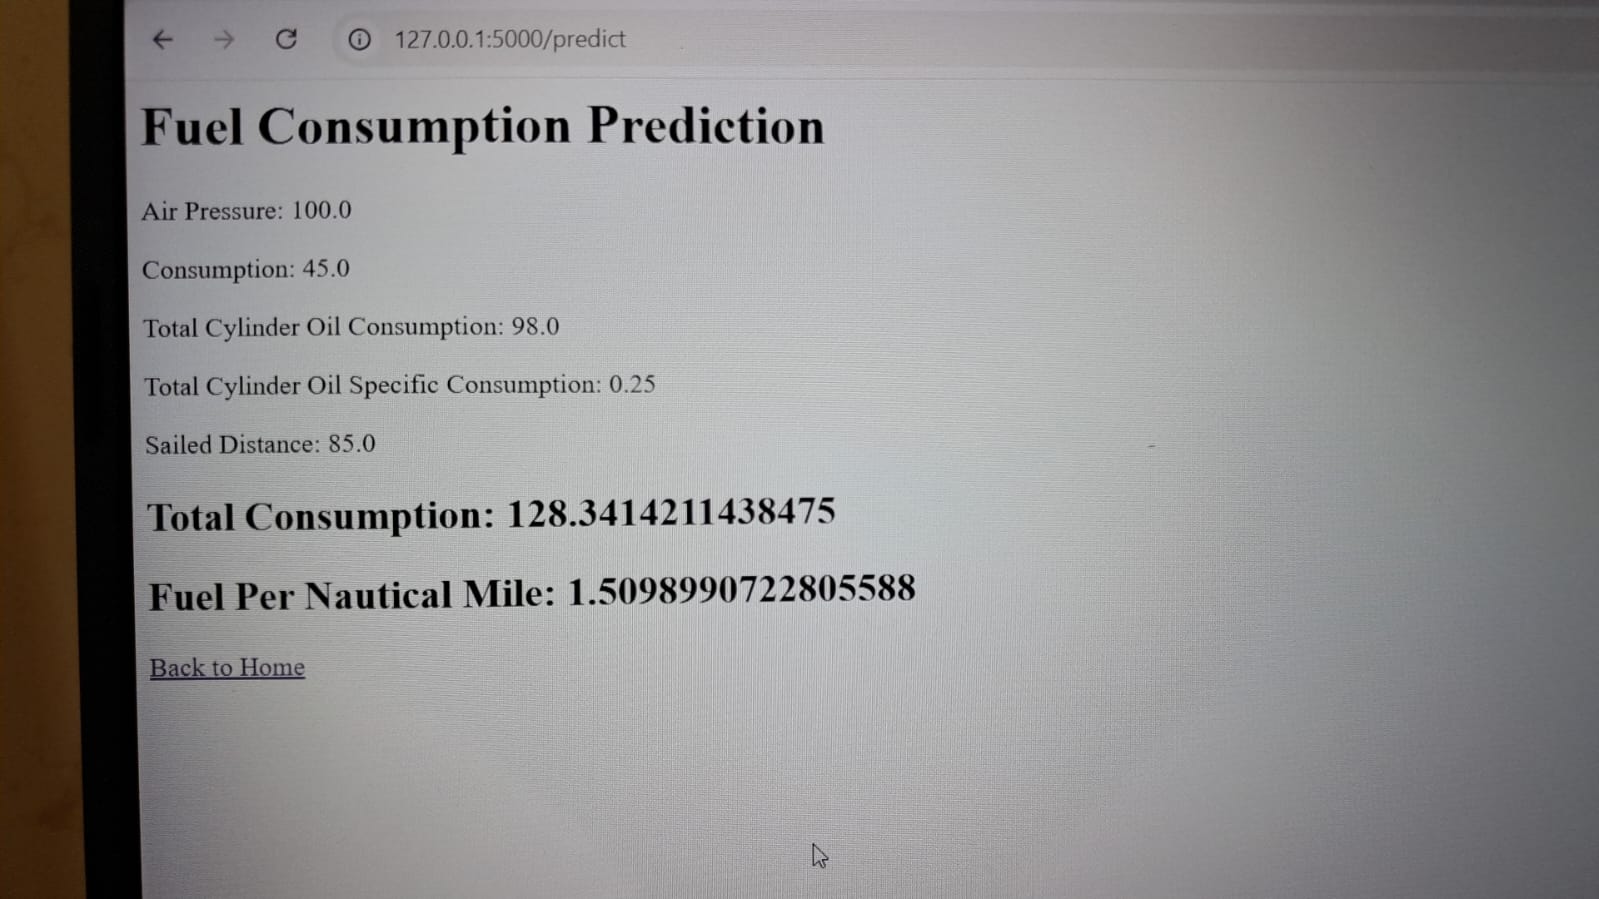 127.0.0.1:5000/predict
Fuel Consumption Prediction
Air Pressure: 100.0
Consumption: 45.0
Total Cylinder Oil Consumption: 98.0
Total Cylinder Oil Specific Consumption: 0.25
Sailed Distance: 85.0
Total Consumption: 128.3414211438475
Fuel Per Nautical Mile: 1.5098990722805588
Back to Home